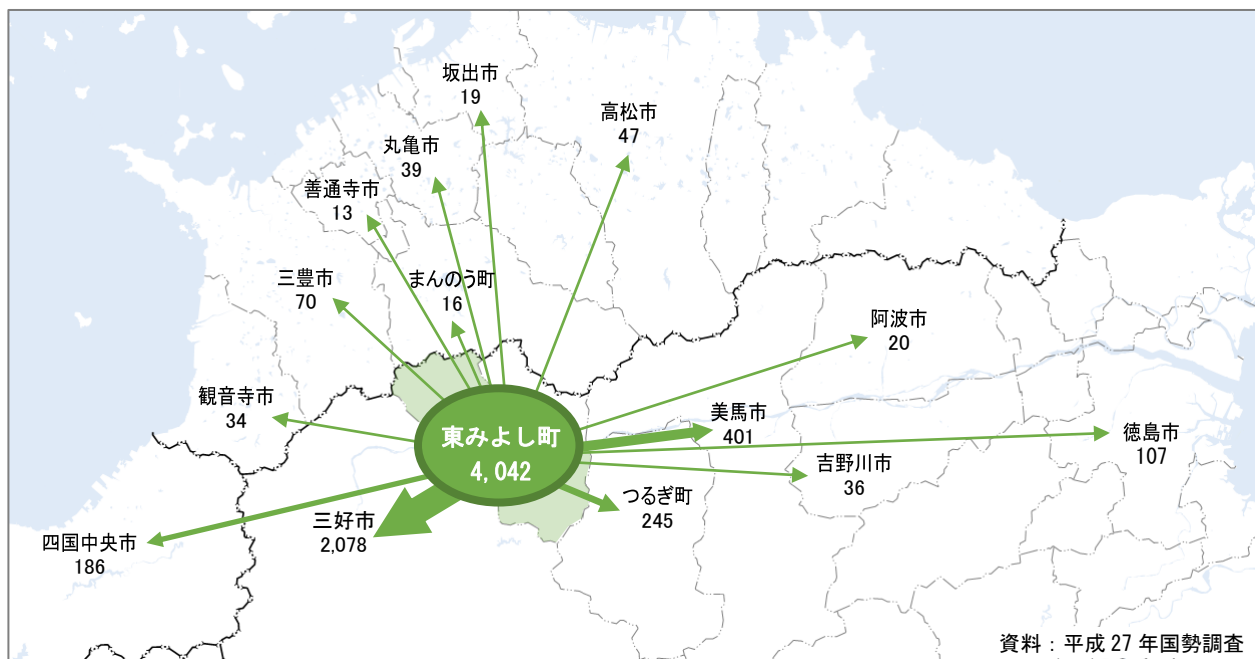 坂出市
19
高松市
47
丸亀市
39
善通寺市
13
三豊市
70
まんのう町
16
阿波市
20
観音寺市
34
東みよし町
4,042
美馬市
401
徳島市
107
吉野川市
36
つるぎ町
245
三好市
2,078
四国中央市
186
資料：平成 27 年国勢調査